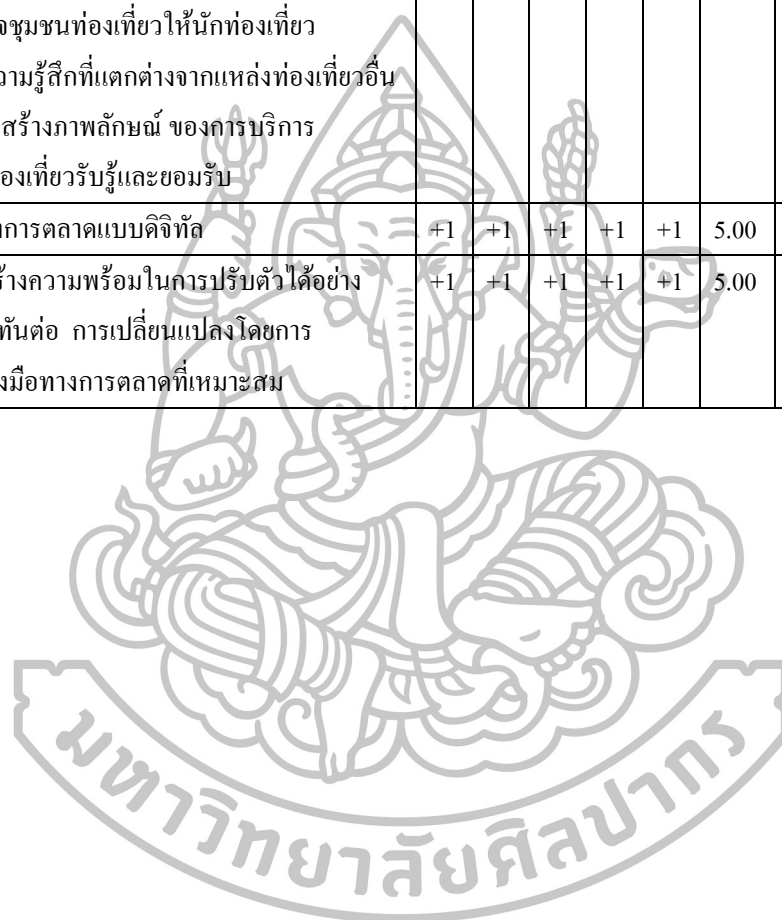 จชุมชนท่องเที่ยวให้นักท่องเที่ยว
วามรู้สึกที่แตกต่างจากแหล่งท่องเที่ยวอื่น
สร้างภาพลักษณ์ ของการบริการ
องเที่ยวรับรู้และยอมรับ
การตลาดแบบดิจิทัล +1 +1 +1 +1 +1 5.00
ร้างความพร้อมในการปรับตัวได้อย่าง +1 +1 +1 +1 +1 5.00
ทันต่อ การเปลี่ยนแปลงโดยการ
งมือทางการตลาดที่เหมาะสม
มหาวิทยาลัยศิลปากร